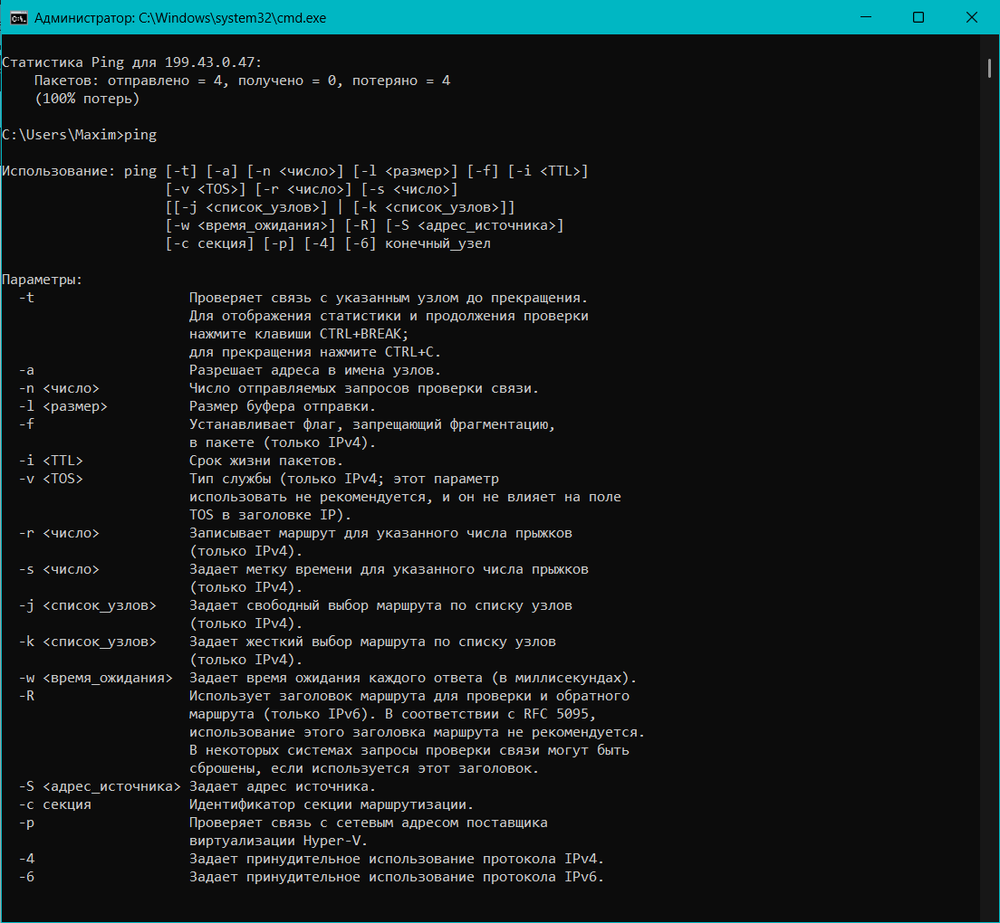 Администратор: C:\Windows\system32\cmd.exe
Статистика Ping для 199.43.0.47:
    Пакетов: отправлено = 4, получено = 0, потеряно = 4
    (100% потерь)
C:\Users\Maxim>ping
Использование: ping [-t] [-a] [-n <число>] [-l <размер>] [-f] [-i <TTL>]
                    [-v <TOS>] [-r <число>] [-s <число>]
                    [[-j <список_узлов>] | [-k <список_узлов>]]
                    [-w <время_ожидания>] [-R] [-S <адрес_источника>]
                    [-c секция] [-p] [-4] [-6] конечный_узел
Параметры:
  -t                   Проверяет связь с указанным узлом до прекращения.
                       Для отображения статистики и продолжения проверки
                       нажмите клавиши CTRL+BREAK;
                       для прекращения нажмите CTRL+C.
  -a                   Разрешает адреса в имена узлов.
  -n <число>           Число отправляемых запросов проверки связи.
  -l <размер>          Размер буфера отправки.
  -f                   Устанавливает флаг, запрещающий фрагментацию,
                       в пакете (только IPv4).
  -i <TTL>             Срок жизни пакетов.
  -v <TOS>             Тип службы (только IPv4; этот параметр
                       использовать не рекомендуется, и он не влияет на поле
                       TOS в заголовке IP).
  -r <число>           Записывает маршрут для указанного числа прыжков
                       (только IPv4).
  -s <число>           Задает метку времени для указанного числа прыжков
                       (только IPv4).
  -j <список_узлов>    Задает свободный выбор маршрута по списку узлов
                       (только IPv4).
  -k <список_узлов>    Задает жесткий выбор маршрута по списку узлов
                       (только IPv4).
  -w <время_ожидания>  Задает время ожидания каждого ответа (в миллисекундах).
  -R                   Использует заголовок маршрута для проверки и обратного
                       маршрута (только IPv6). В соответствии с RFC 5095,
                       использование этого заголовка маршрута не рекомендуется.
                       В некоторых системах запросы проверки связи могут быть
                       сброшены, если используется этот заголовок.
  -S <адрес_источника> Задает адрес источника.
  -c секция            Идентификатор секции маршрутизации.
  -p                   Проверяет связь с сетевым адресом поставщика
                       виртуализации Hyper-V.
  -4                   Задает принудительное использование протокола IPv4.
  -6                   Задает принудительное использование протокола IPv6.